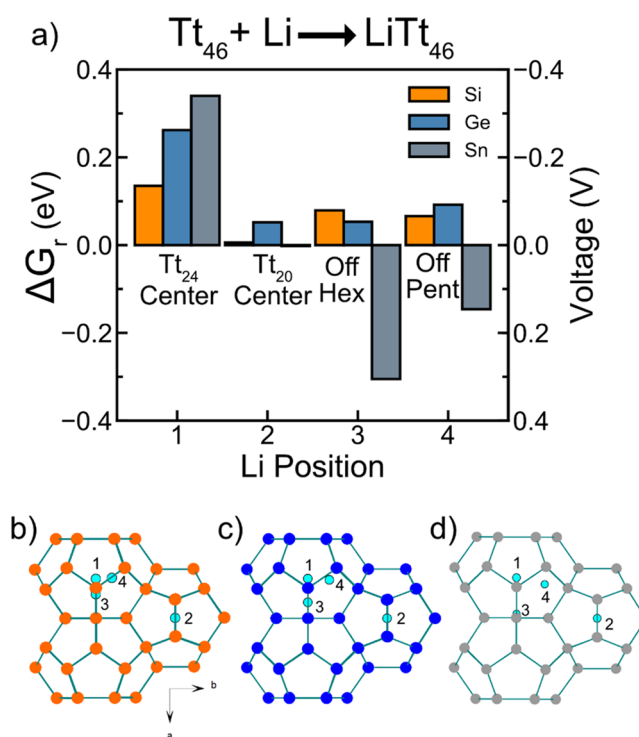 a) Tt₄₆ + Li → LiTt₄₆
0.4 −0.4
Si
Ge
Sn
0.2 −0.2
0.0 0.0
−0.2 0.2
−0.4 0.4
ΔGᵣ (eV)
Voltage (V)
Tt₂₄
Center
Tt₂₀
Center
Off
Hex
Off
Pent
1 2 3 4
Li Position
b) c) d)
1 4 3 2
1 4 3 2
1 4 3 2
b
a